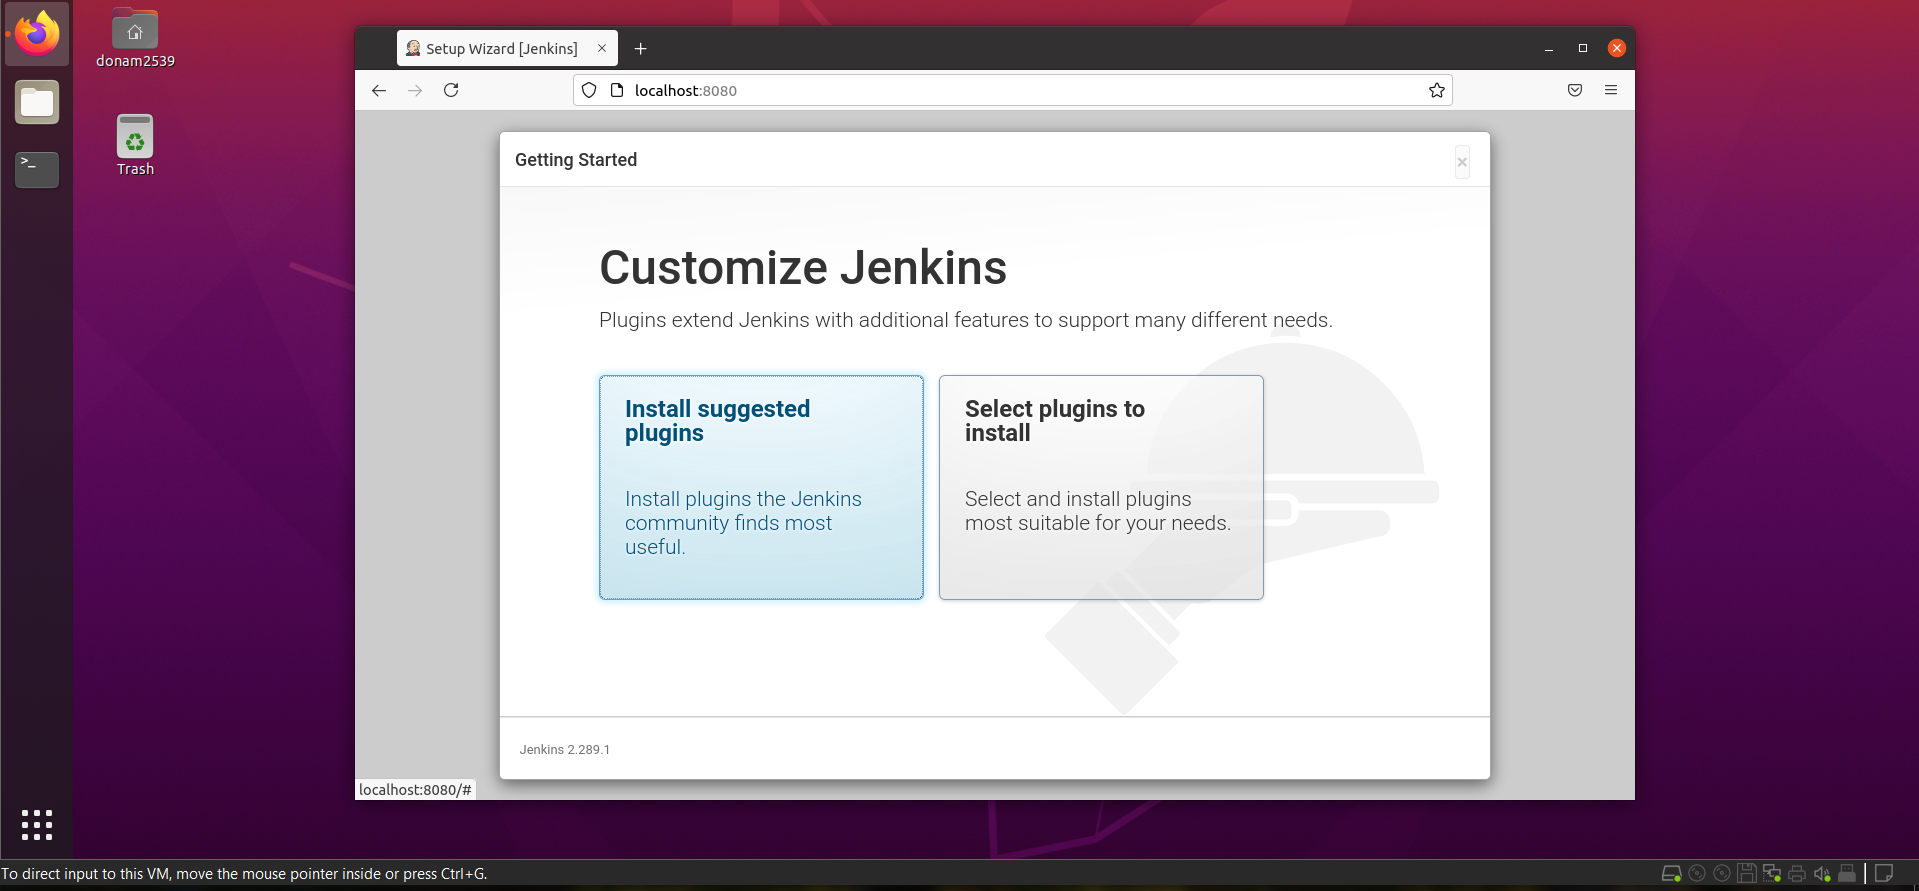 donam2539
Trash
Setup Wizard [Jenkins]
localhost:8080
Getting Started
Customize Jenkins
Plugins extend Jenkins with additional features to support many different needs.
Install suggested
plugins
Install plugins the Jenkins
community finds most
useful.
Select plugins to
install
Select and install plugins
most suitable for your needs.
Jenkins 2.289.1
localhost:8080/#
To direct input to this VM, move the mouse pointer inside or press Ctrl+G.